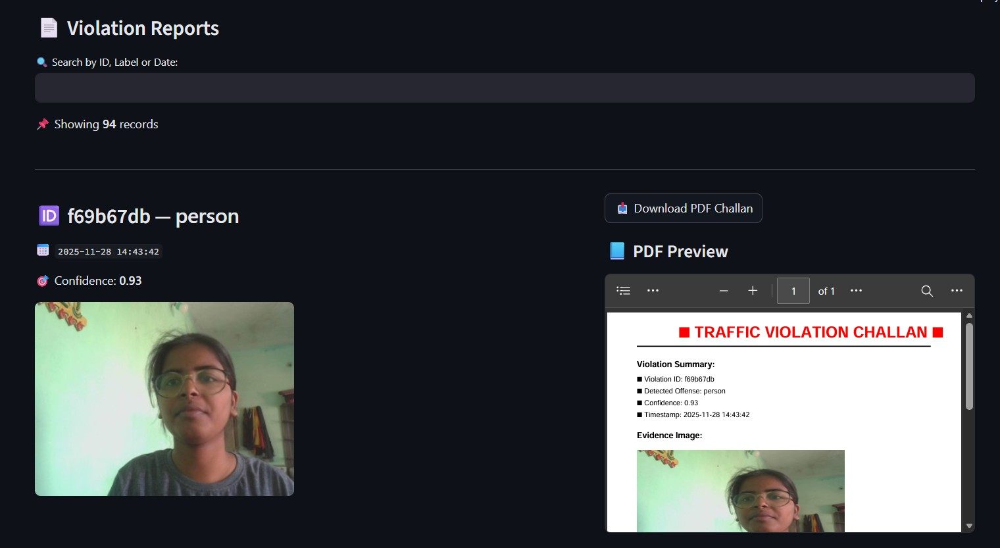 Violation Reports
Search by ID, Label or Date:
Showing 94 records
ID f69b67db — person
2025-11-28 14:43:42
Confidence: 0.93
Download PDF Challan
PDF Preview
1 of 1
■ TRAFFIC VIOLATION CHALLAN ■
Violation Summary:
■ Violation ID: f69b67db
■ Detected Offense: person
■ Confidence: 0.93
■ Timestamp: 2025-11-28 14:43:42
Evidence Image: